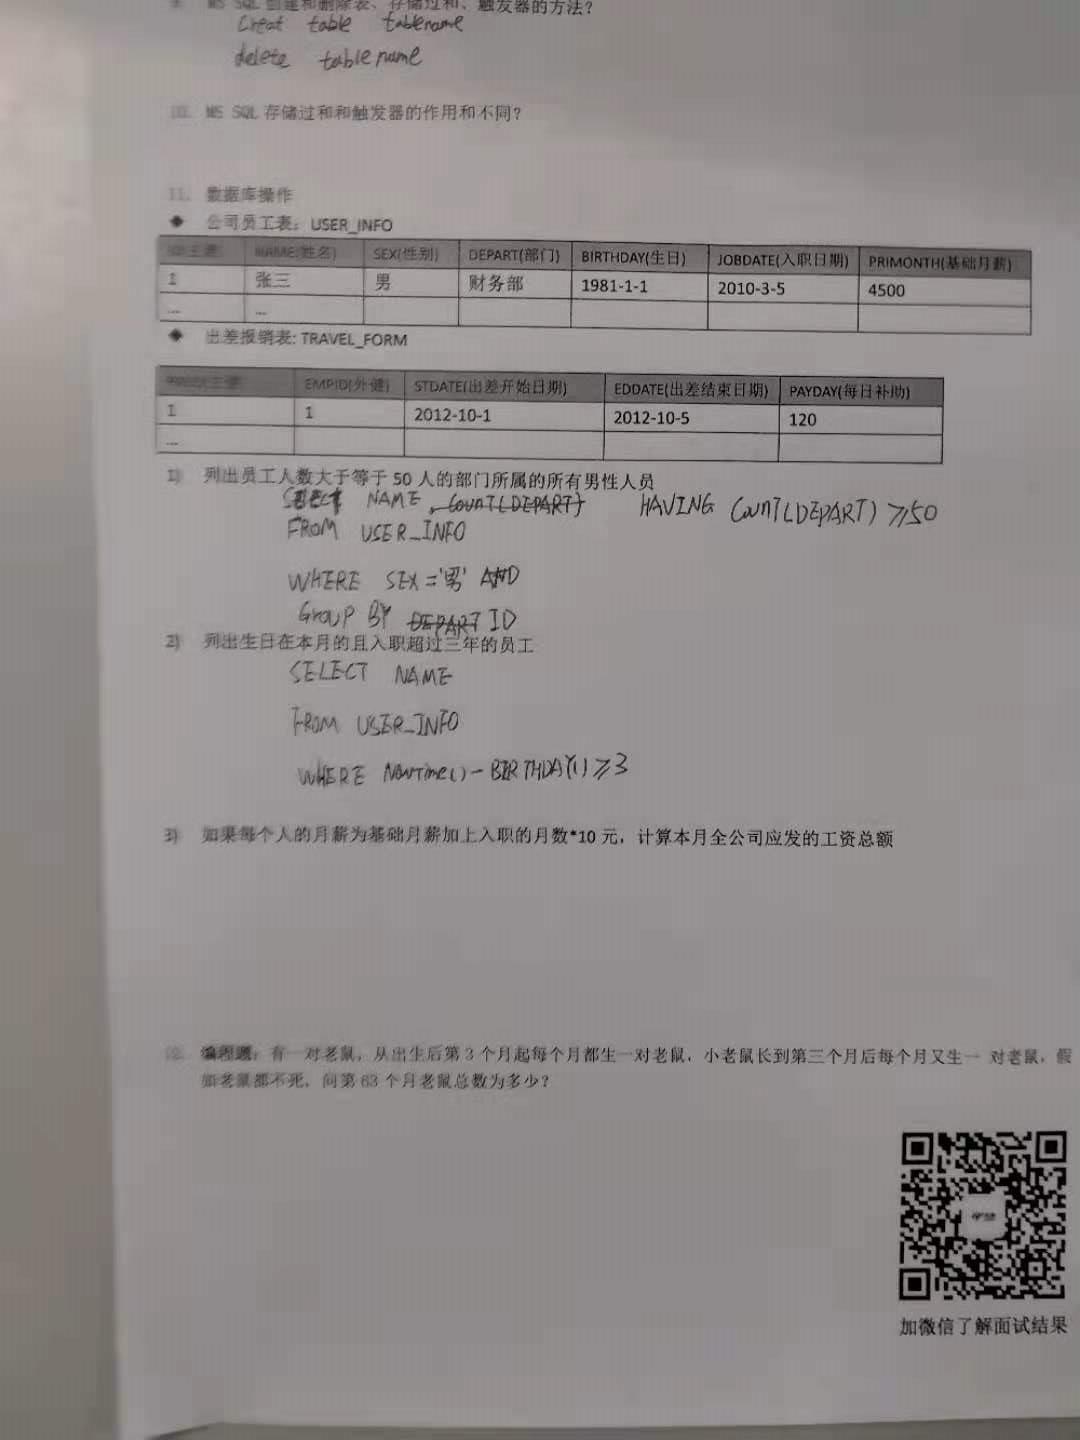 9. MS SQL 创建和删除表、存储过和、触发器的方法？
Creat table tablename
delete tablename
10. MS SQL 存储过和和触发器的作用和不同？
11. 数据库操作
◆ 公司员工表：USER_INFO
ID主键 NAME(姓名) SEX(性别) DEPART(部门) BIRTHDAY(生日) JOBDATE(入职日期) PRIMONTH(基础月薪)
1 张三 男 财务部 1981-1-1 2010-3-5 4500
... ...
◆ 出差报销表: TRAVEL_FORM
EMPID(外键) STDATE(出差开始日期) EDDATE(出差结束日期) PAYDAY(每日补助)
1 1 2012-10-1 2012-10-5 120
...
1) 列出员工人数大于等于 50 人的部门所属的所有男性人员
SELECT NAME, COUNT(DEPART) HAVING COUNT(DEPART) ≥50
FROM USER_INFO
WHERE SEX='男' AND
GROUP BY DEPART ID
2) 列出生日在本月的且入职超过三年的员工
SELECT NAME
FROM USER_INFO
WHERE NowTime()-BIRTHDAY() ≥3
3) 如果每个人的月薪为基础月薪加上入职的月数*10 元，计算本月全公司应发的工资总额
12. 编程题：有一对老鼠，从出生后第 3 个月起每个月都生一对老鼠，小老鼠长到第三个月后每个月又生一 对老鼠，假
如老鼠都不死，问第 63 个月老鼠总数为多少？
加微信了解面试结果